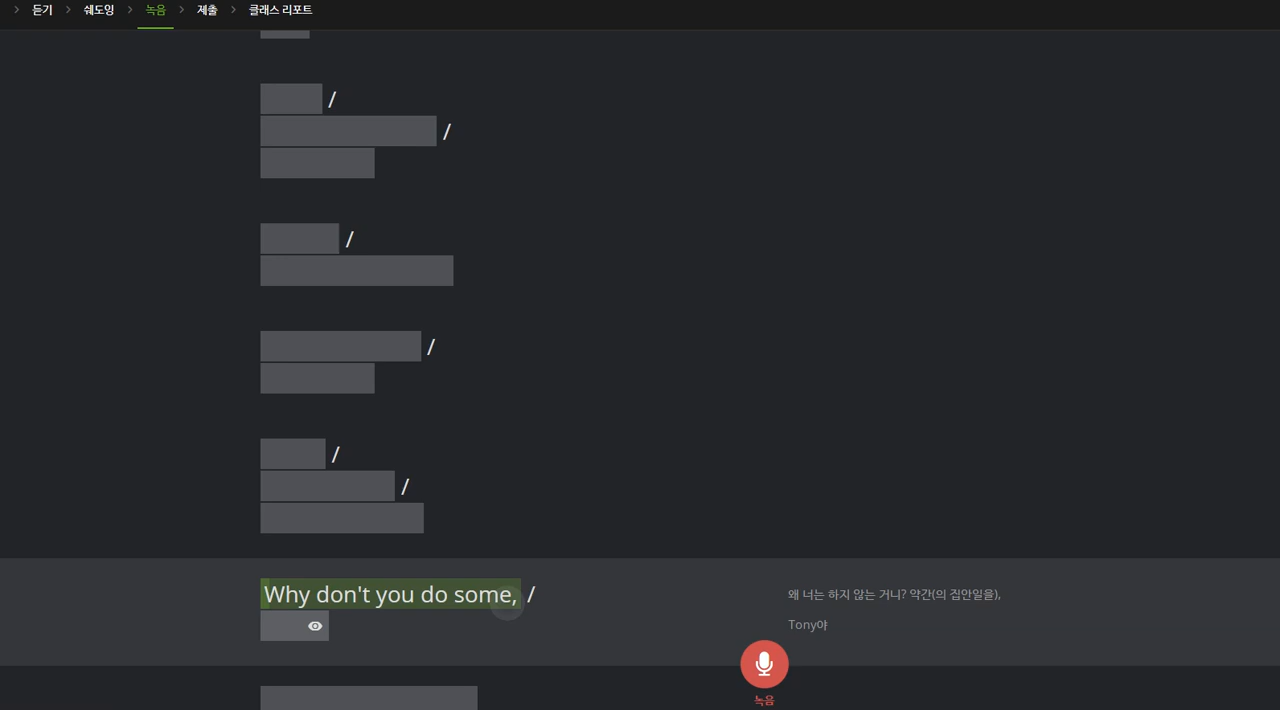 > 듣기 > 쉐도잉 > 녹음 > 제출 > 클래스 리포트
/
/
/
/
/
/
Why don't you do some, /
왜 너는 하지 않는 거니? 약간(의 집안일을),
Tony야
녹음